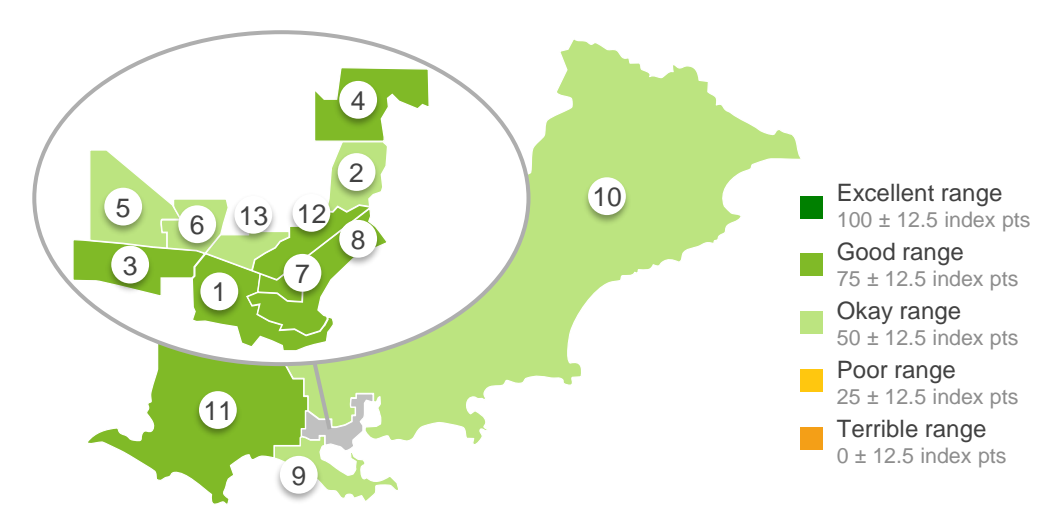 4
2
10
5
6
13
12
8
3
7
1
11
9
Excellent range
100 ± 12.5 index pts
Good range
75 ± 12.5 index pts
Okay range
50 ± 12.5 index pts
Poor range
25 ± 12.5 index pts
Terrible range
0 ± 12.5 index pts